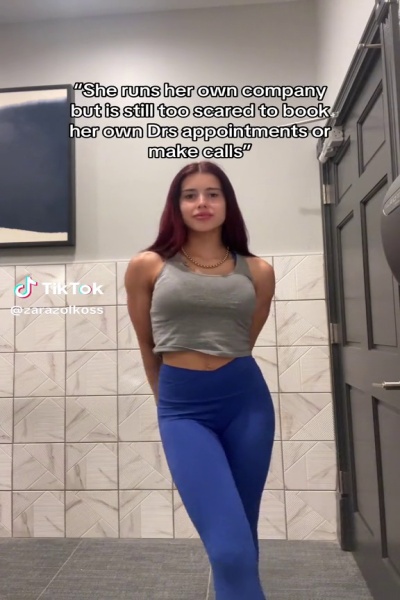 “She runs her own company
but is still too scared to book
her own Drs appointments or
make calls”
TikTok
@zarazolkoss